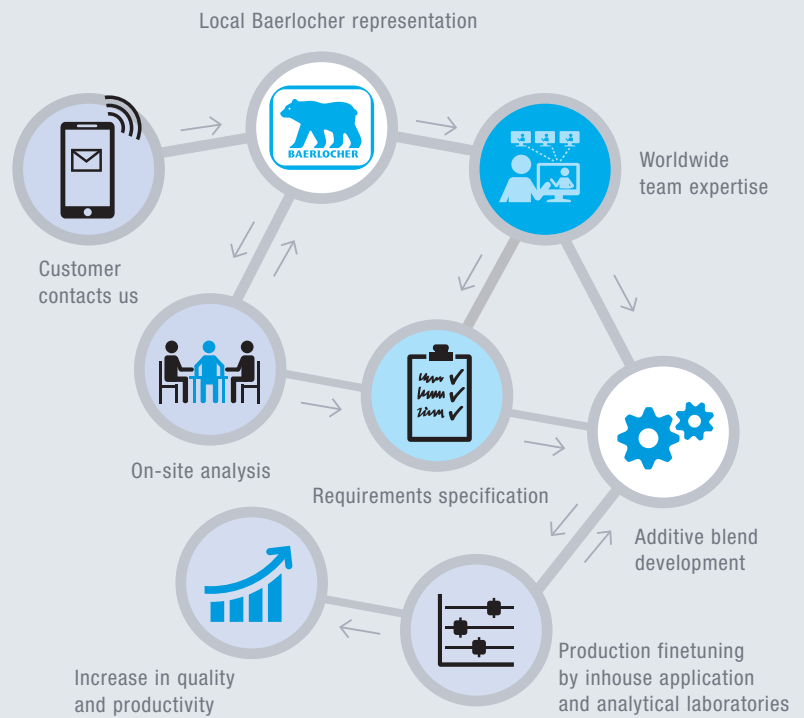 Local Baerlocher representation
BAERLOCHER
Worldwide
team expertise
Customer
contacts us
On-site analysis
Requirements specification
Additive blend
development
Production finetuning
by inhouse application
and analytical laboratories
Increase in quality
and productivity